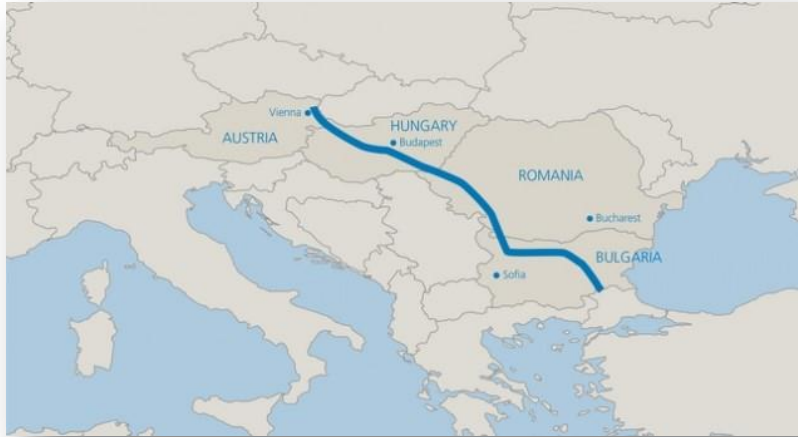 Vienna
AUSTRIA
HUNGARY
Budapest
ROMANIA
Bucharest
BULGARIA
Sofia